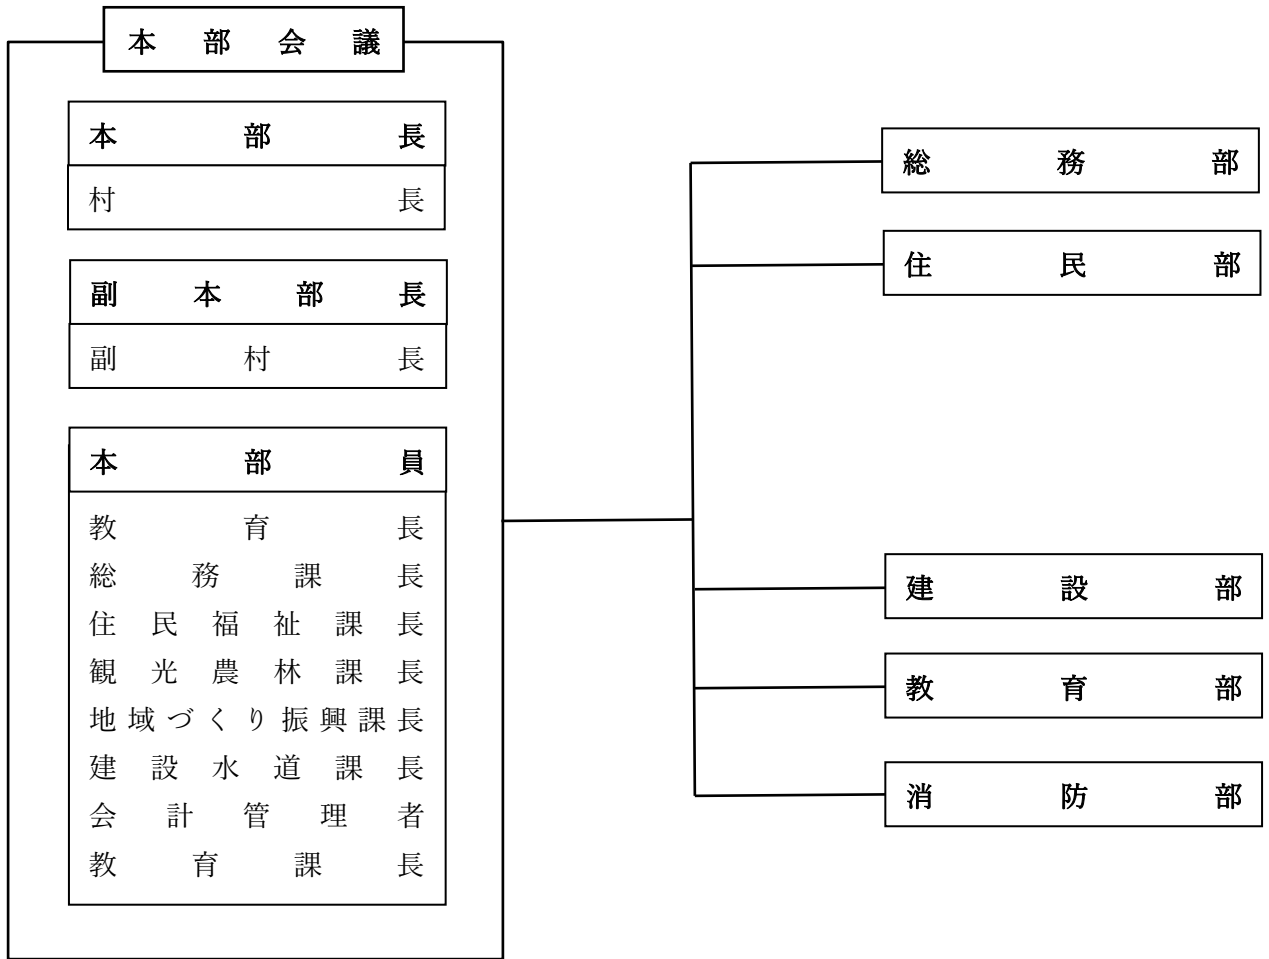 本部会議
本部長
村長
副本部長
副村長
本部員
教育長
総務課長
住民福祉課長
観光農林課長
地域づくり振興課長
建設水道課長
会計管理者
教育課長
総務部
住民部
建設部
教育部
消防部